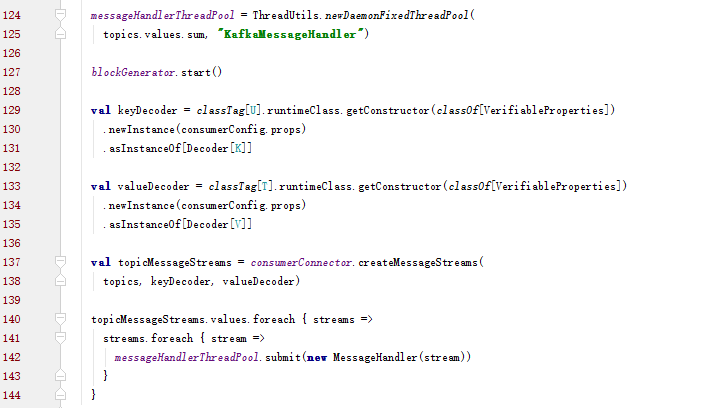 124 messageHandlerThreadPool = ThreadUtils.newDaemonFixedThreadPool(
125   topics.values.sum, "KafkaMessageHandler")
126
127 blockGenerator.start()
128
129 val keyDecoder = classTag[U].runtimeClass.getConstructor(classOf[VerifiableProperties])
130   .newInstance(consumerConfig.props)
131   .asInstanceOf[Decoder[K]]
132
133 val valueDecoder = classTag[T].runtimeClass.getConstructor(classOf[VerifiableProperties])
134   .newInstance(consumerConfig.props)
135   .asInstanceOf[Decoder[V]]
136
137 val topicMessageStreams = consumerConnector.createMessageStreams(
138   topics, keyDecoder, valueDecoder)
139
140 topicMessageStreams.values.foreach { streams =>
141   streams.foreach { stream =>
142     messageHandlerThreadPool.submit(new MessageHandler(stream))
143   }
144 }